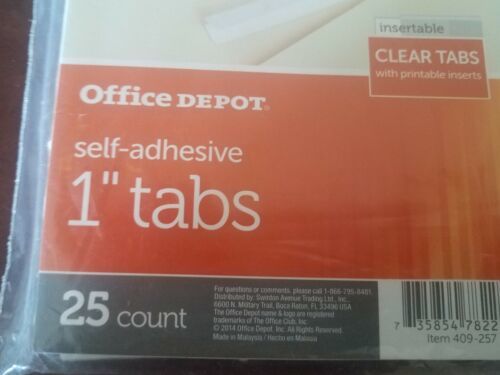 insertable
CLEAR TABS
with printable inserts
Office DEPOT®
self-adhesive
1" tabs
25 count
For questions or comments, please call 1-866-795-8481.
Distributed by: Swinton Avenue Trading Ltd., Inc.,
6600 N. Military Trail, Boca Raton, FL 33496 USA
The Office Depot name & logo are registered
trademarks of The Office Club, Inc.
© 2014 Office Depot, Inc. All Rights Reserved.
Made in Malaysia / Hecho en Malasia
7 35854 7822
Item 409-257